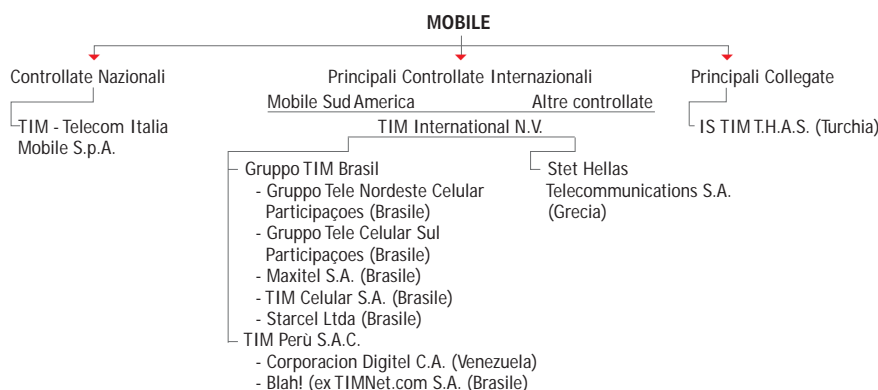 MOBILE
Controllate Nazionali
Principali Controllate Internazionali
Principali Collegate
Mobile Sud America
Altre controllate
TIM - Telecom Italia
Mobile S.p.A.
TIM International N.V.
IS TIM T.H.A.S. (Turchia)
Gruppo TIM Brasil
- Gruppo Tele Nordeste Celular
Participaçoes (Brasile)
- Gruppo Tele Celular Sul
Participaçoes (Brasile)
- Maxitel S.A. (Brasile)
- TIM Celular S.A. (Brasile)
- Starcel Ltda (Brasile)
TIM Perù S.A.C.
- Corporacion Digitel C.A. (Venezuela)
- Blah! (ex TIMNet.com S.A. (Brasile)
Stet Hellas
Telecommunications S.A.
(Grecia)